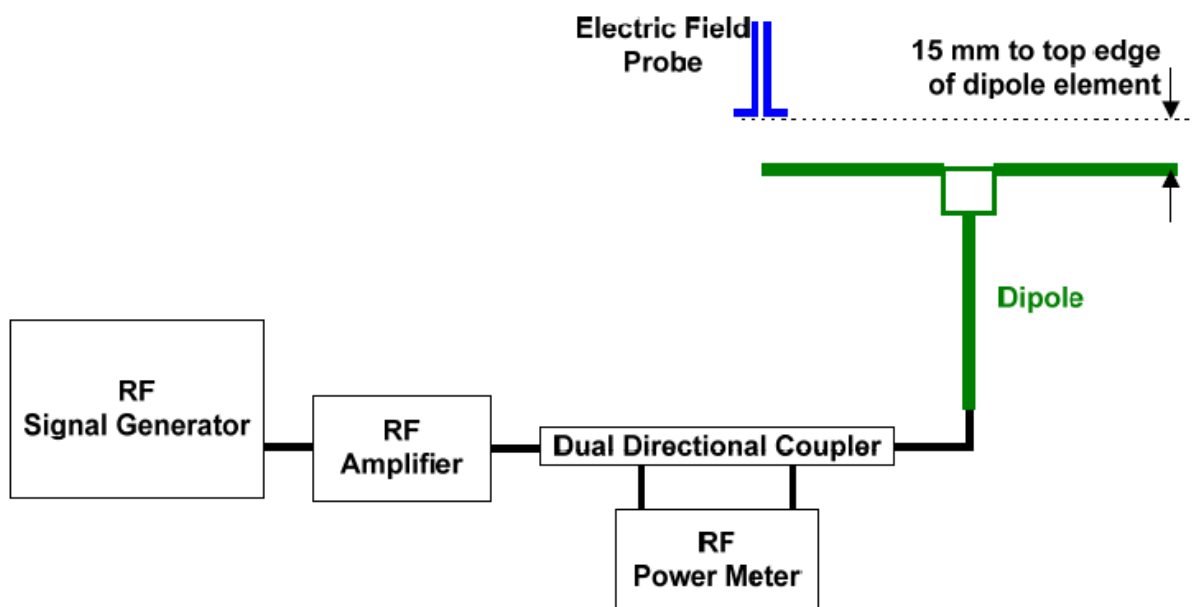 Electric Field
Probe
15 mm to top edge
of dipole element
Dipole
RF
Signal Generator
RF
Amplifier
Dual Directional Coupler
RF
Power Meter